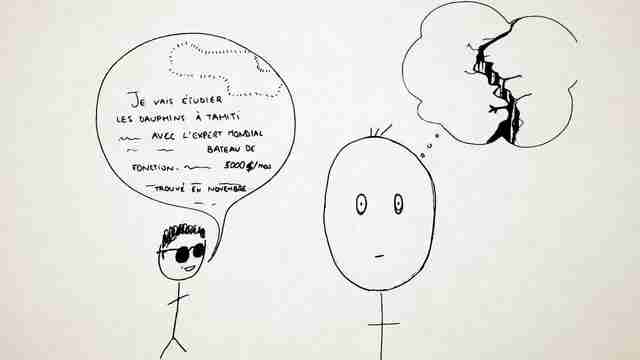 JE VAIS ÉTUDIER
LES DAUPHINS À TAHITI
AVEC L'EXPERT MONDIAL
BATEAU DE
FONCTION. 5000$/MOIS
TROUVÉ EN NOVEMBRE